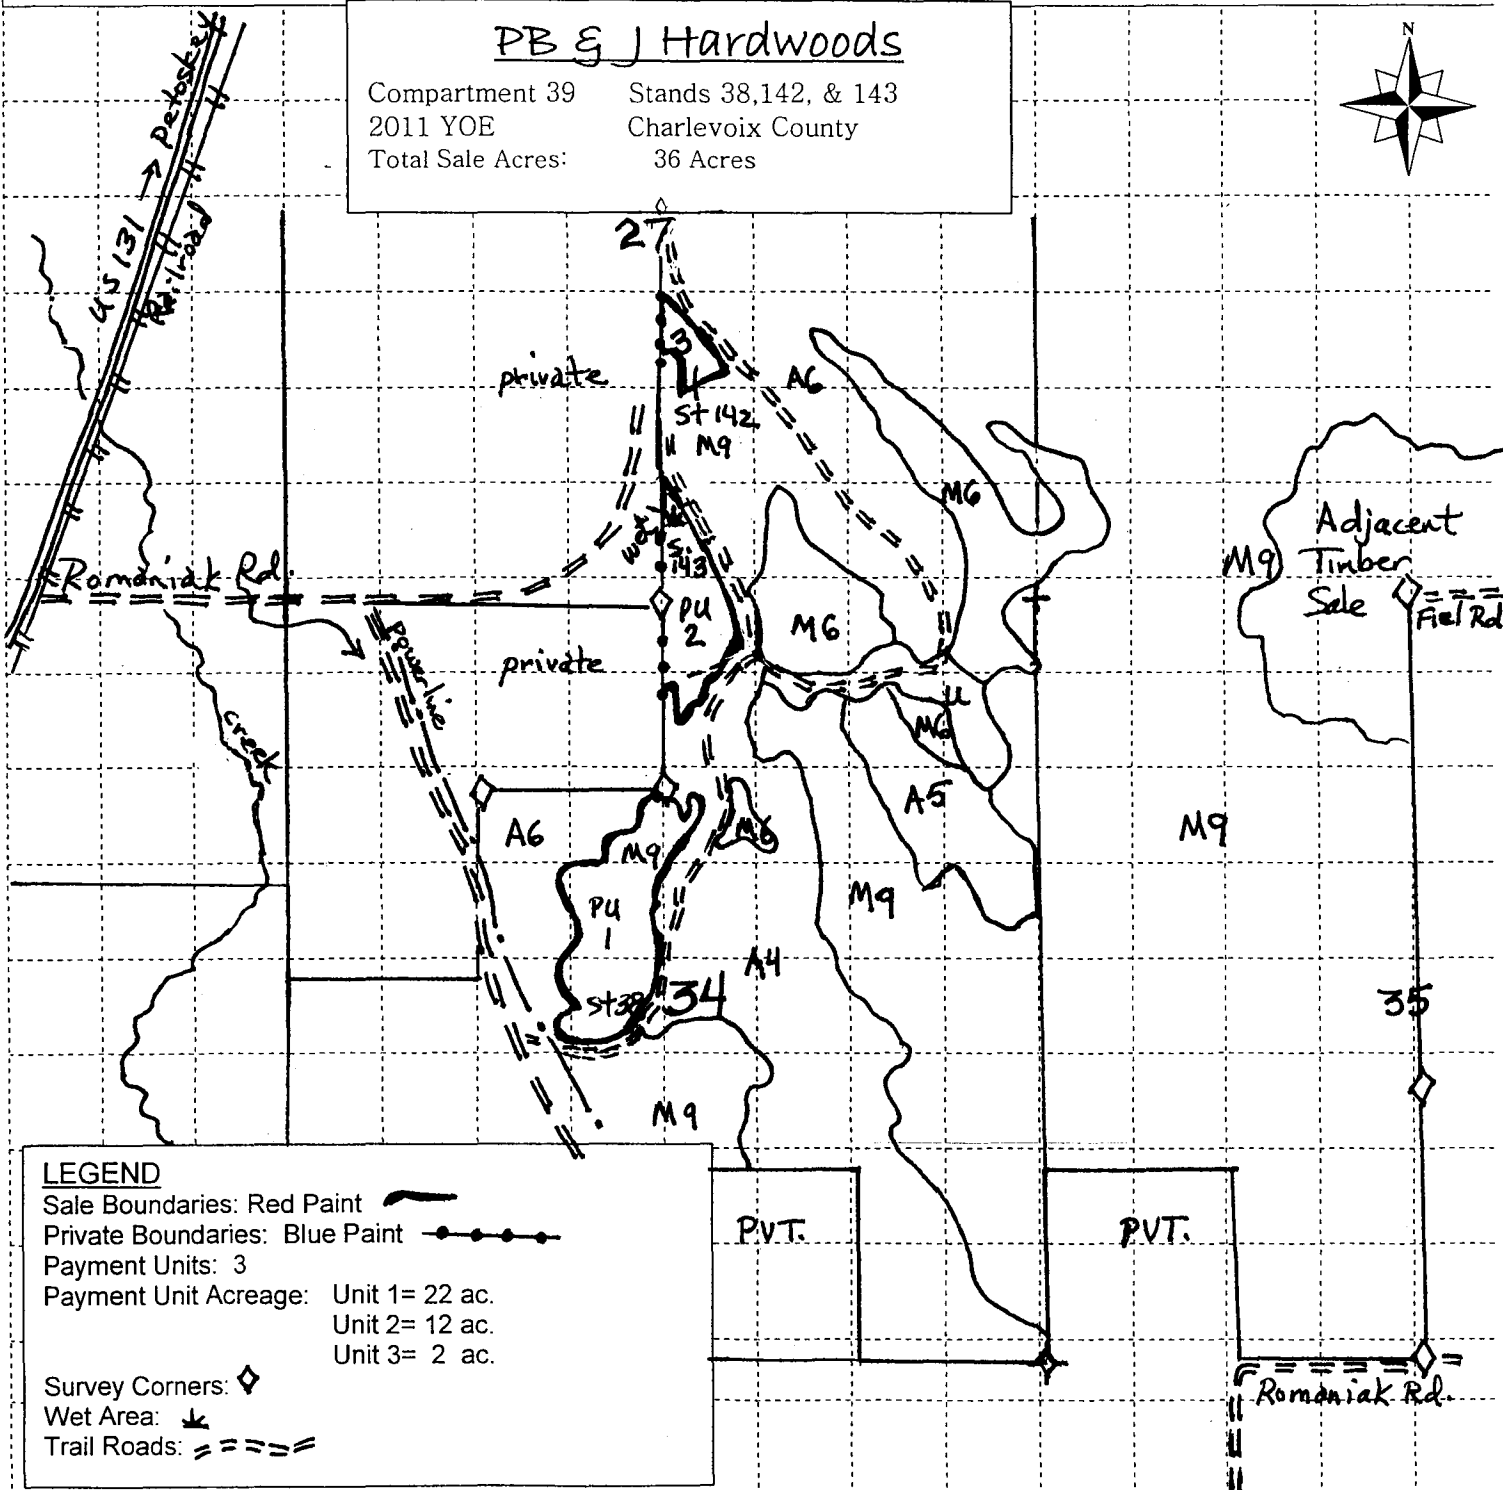 PB & J Hardwoods
Compartment 39 Stands 38,142, & 143
2011 YOE Charlevoix County
Total Sale Acres: 36 Acres
N
Petoskey
US 131
Railroad
27
3
private
A6
St 142
M9
M6
wet
St 143
Adjacent
Timber
Sale
M9
Romaniak Rd.
Fiel Rd
PU
2
M6
Powerline
private
u
M6
creek
A5
A6
M9
M6
M9
M9
PU
1
A4
St 38
34
35
M9
LEGEND
Sale Boundaries: Red Paint
Private Boundaries: Blue Paint
Payment Units: 3
Payment Unit Acreage: Unit 1= 22 ac.
Unit 2= 12 ac.
Unit 3= 2 ac.
Survey Corners:
Wet Area:
Trail Roads:
PVT.
PVT.
Romaniak Rd.